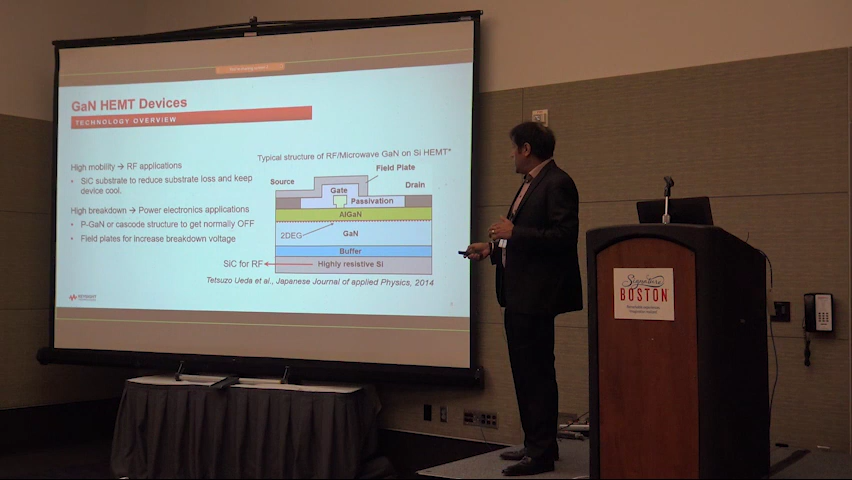 GaN HEMT Devices
TECHNOLOGY OVERVIEW
High mobility → RF applications
• SiC substrate to reduce substrate loss and keep
device cool.
High breakdown → Power electronics applications
• P-GaN or cascode structure to get normally OFF
• Field plates for increase breakdown voltage
Typical structure of RF/Microwave GaN on Si HEMT*
Field Plate
Source
Gate
Drain
Passivation
AlGaN
2DEG
GaN
Buffer
SiC for RF
Highly resistive Si
Tetsuzo Ueda et al., Japanese Journal of applied Physics, 2014
KEYSIGHT
TECHNOLOGIES
Signature
BOSTON